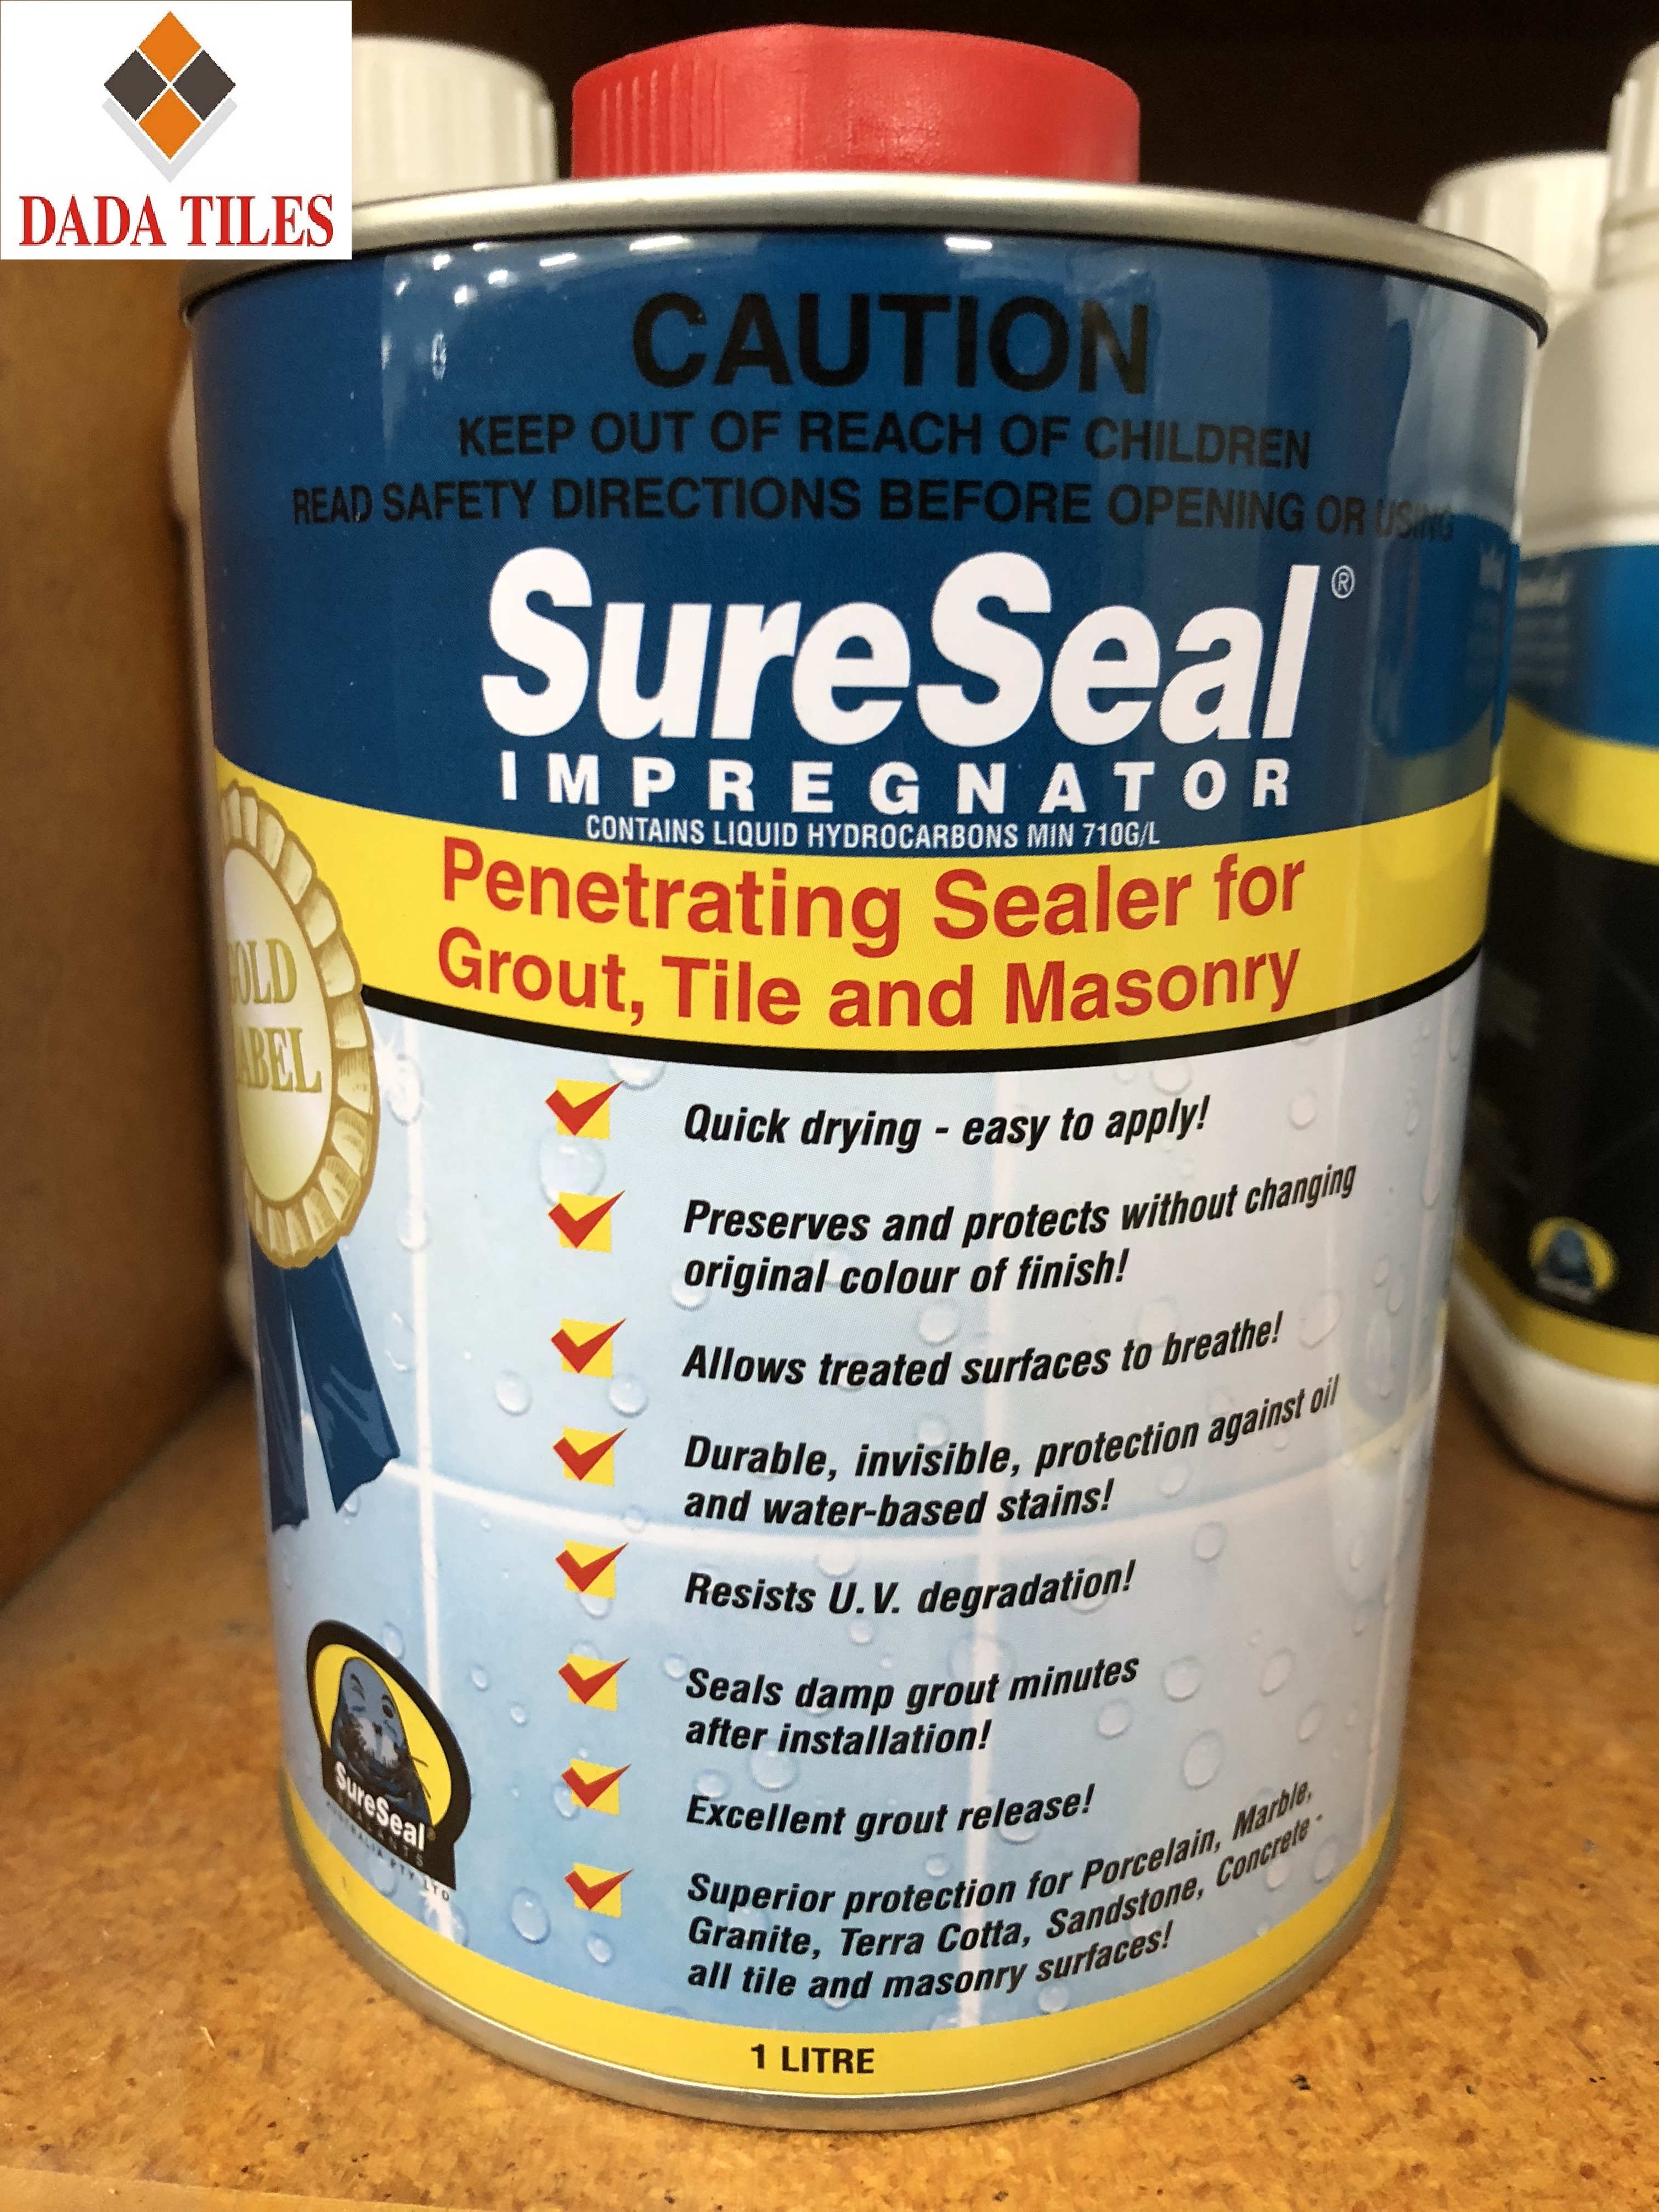 DADA TILES
CAUTION
KEEP OUT OF REACH OF CHILDREN
READ SAFETY DIRECTIONS BEFORE OPENING OR USING
SureSeal®
IMPREGNATOR
CONTAINS LIQUID HYDROCARBONS MIN 710G/L
Penetrating Sealer for
Grout, Tile and Masonry
GOLD
LABEL
Quick drying - easy to apply!
Preserves and protects without changing
original colour of finish!
Allows treated surfaces to breathe!
Durable, invisible, protection against oil
and water-based stains!
Resists U.V. degradation!
Seals damp grout minutes
after installation!
Excellent grout release!
Superior protection for Porcelain, Marble,
Granite, Terra Cotta, Sandstone, Concrete -
all tile and masonry surfaces!
SureSeal®
SEALANTS
AUSTRALIA PTY LTD
1 LITRE